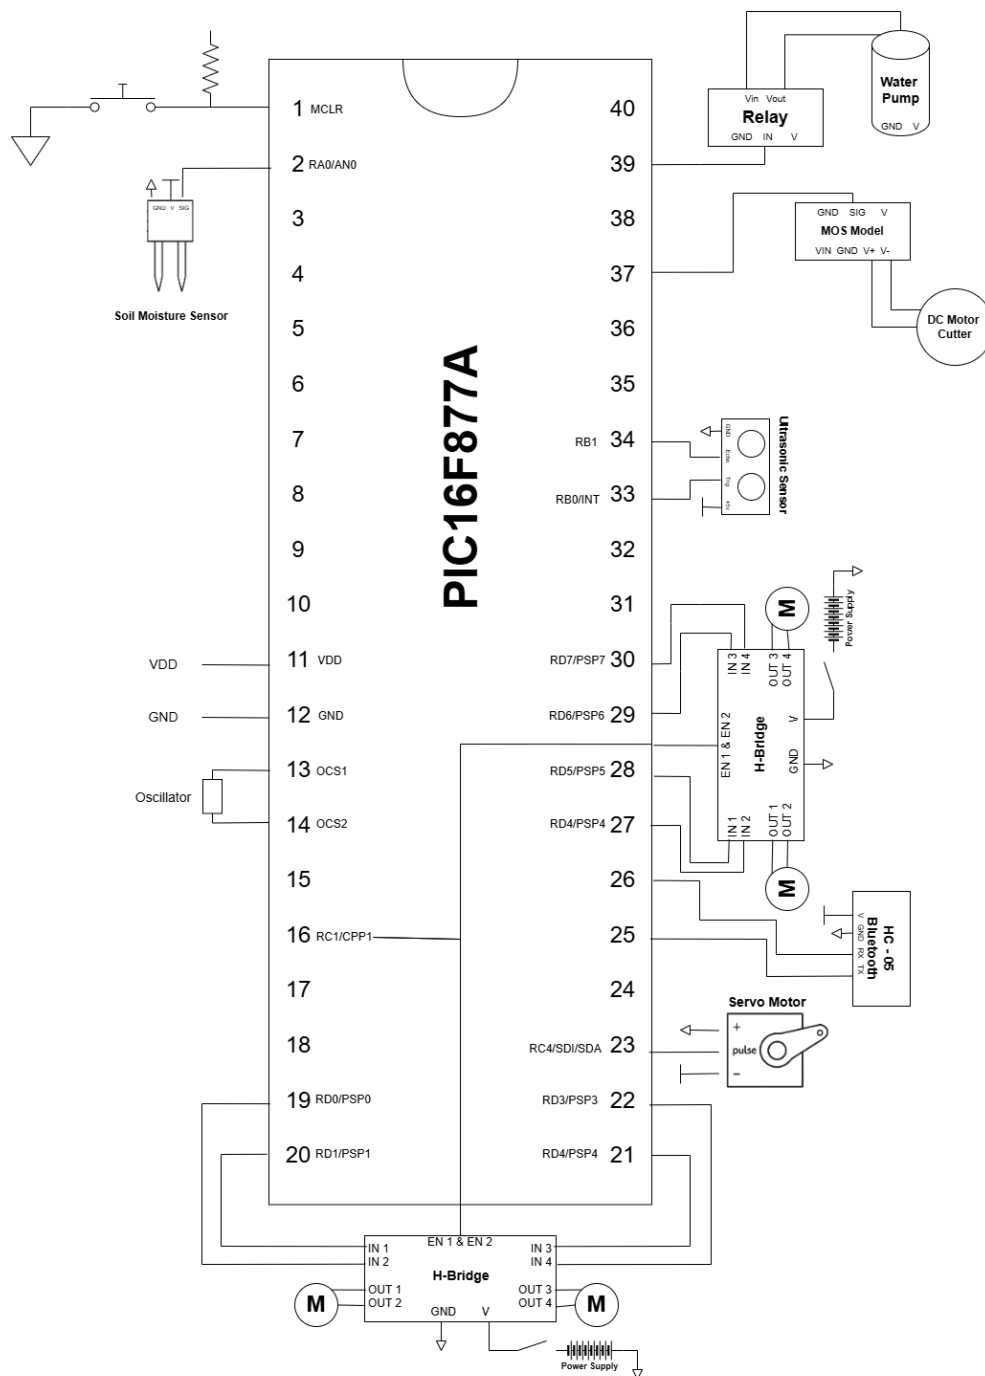 1 MCLR
2 RA0/AN0
3
4
5
6
7
8
9
10
11 VDD
12 GND
13 OCS1
14 OCS2
15
16 RC1/CPP1
17
18
19 RD0/PSP0
20 RD1/PSP1
PIC16F877A
40
39
38
37
36
35
RB1 34
RB0/INT 33
32
31
RD7/PSP7 30
RD6/PSP6 29
RD5/PSP5 28
RD4/PSP4 27
26
25
24
RC4/SDI/SDA 23
RD3/PSP3 22
RD4/PSP4 21
GND V SIG
Soil Moisture Sensor
VDD
GND
Oscillator
Vin Vout
Relay
GND IN V
Water
Pump
GND V
GND SIG V
MOS Model
VIN GND V+ V-
DC Motor
Cutter
GND
Echo
Trig
Ultrasonic Sensor
M
Power Supply
IN 3
IN 4
OUT 3
OUT 4
EN 1 & EN 2
H-Bridge
V
GND
IN 1
IN 2
OUT 1
OUT 2
M
V
GND
RX
TX
HC - 05
Bluetooth
Servo Motor
+
pulse
–
EN 1 & EN 2
IN 1
IN 2
IN 3
IN 4
H-Bridge
OUT 1
OUT 2
OUT 3
OUT 4
GND V
M
M
Power Supply